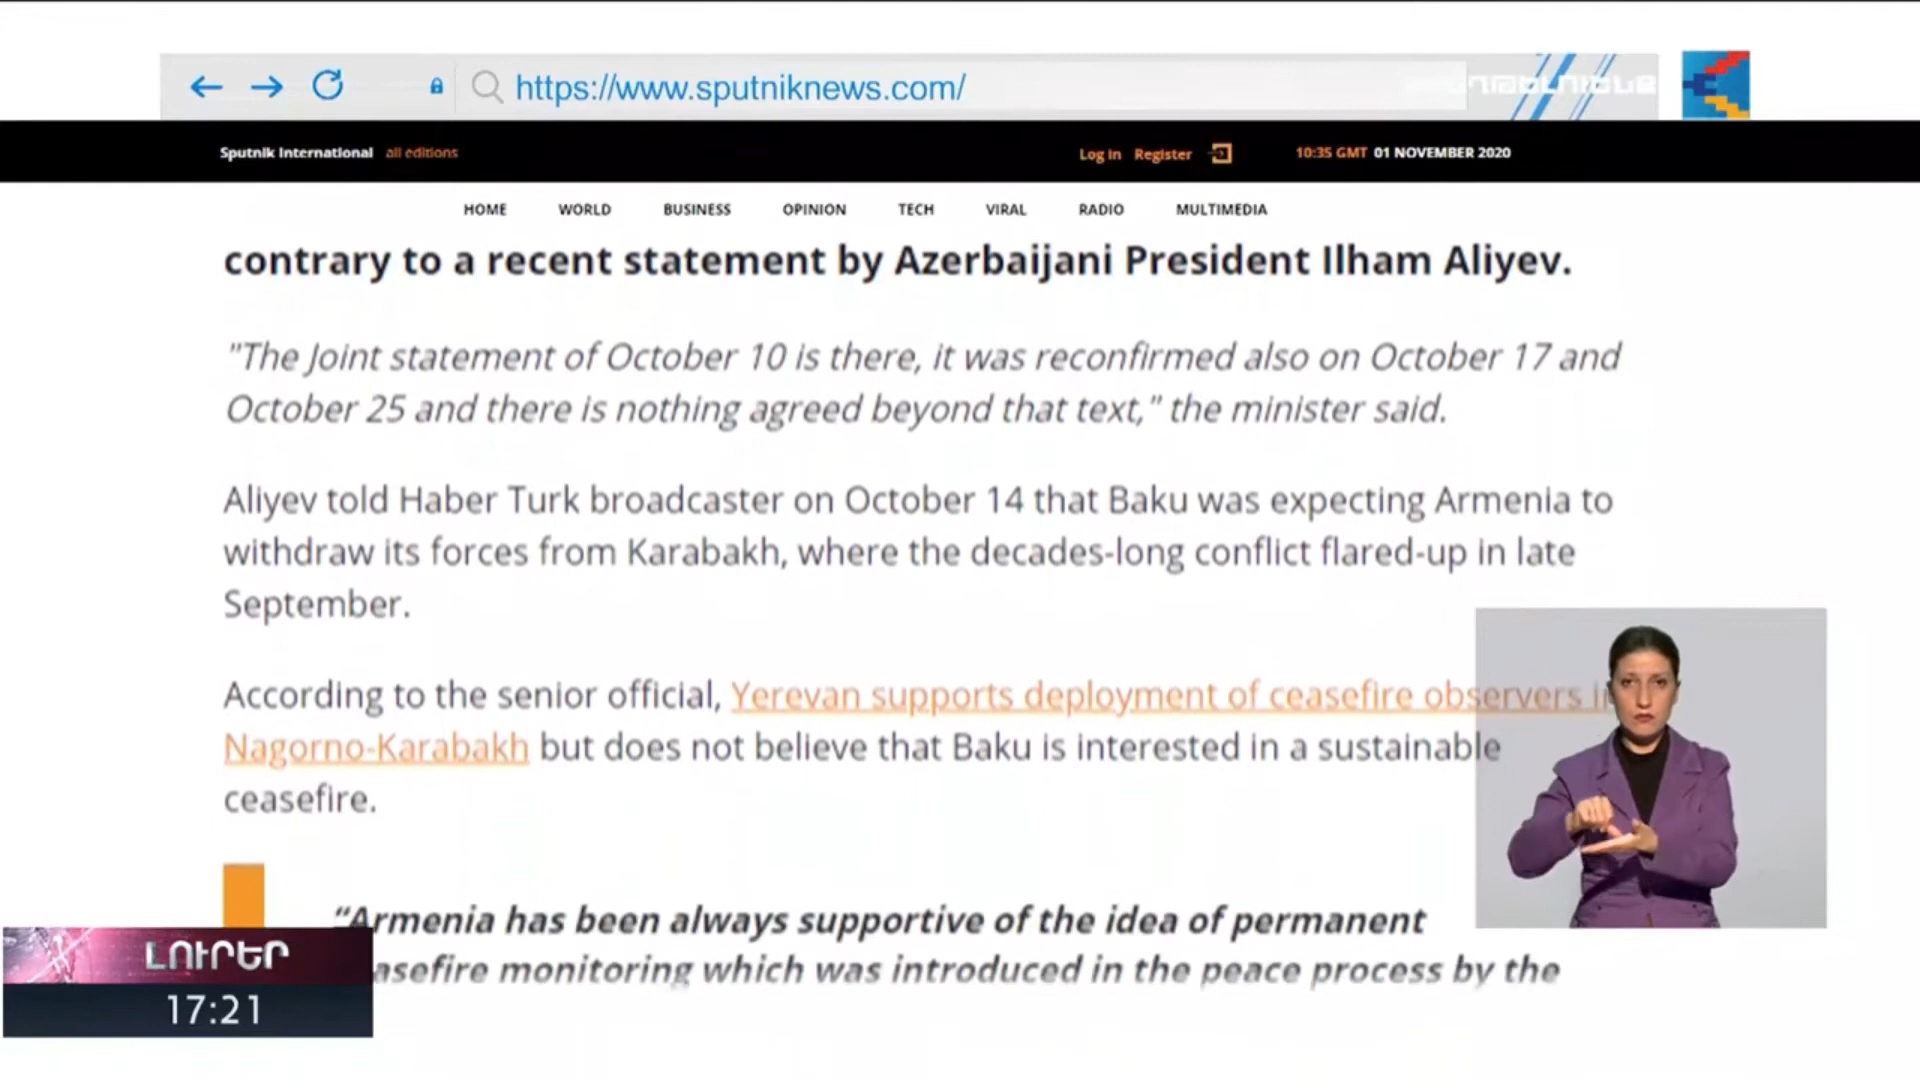 https://www.sputniknews.com/
Sputnik International all editions
Log in Register
10:35 GMT 01 NOVEMBER 2020
HOME WORLD BUSINESS OPINION TECH VIRAL RADIO MULTIMEDIA
contrary to a recent statement by Azerbaijani President Ilham Aliyev.
"The Joint statement of October 10 is there, it was reconfirmed also on October 17 and
October 25 and there is nothing agreed beyond that text," the minister said.
Aliyev told Haber Turk broadcaster on October 14 that Baku was expecting Armenia to
withdraw its forces from Karabakh, where the decades-long conflict flared-up in late
September.
According to the senior official, Yerevan supports deployment of ceasefire observers
Nagorno-Karabakh but does not believe that Baku is interested in a sustainable
ceasefire.
“Armenia has been always supportive of the idea of permanent
asefire monitoring which was introduced in the peace process by the
ԼՈՒՐԵՐ
17:21